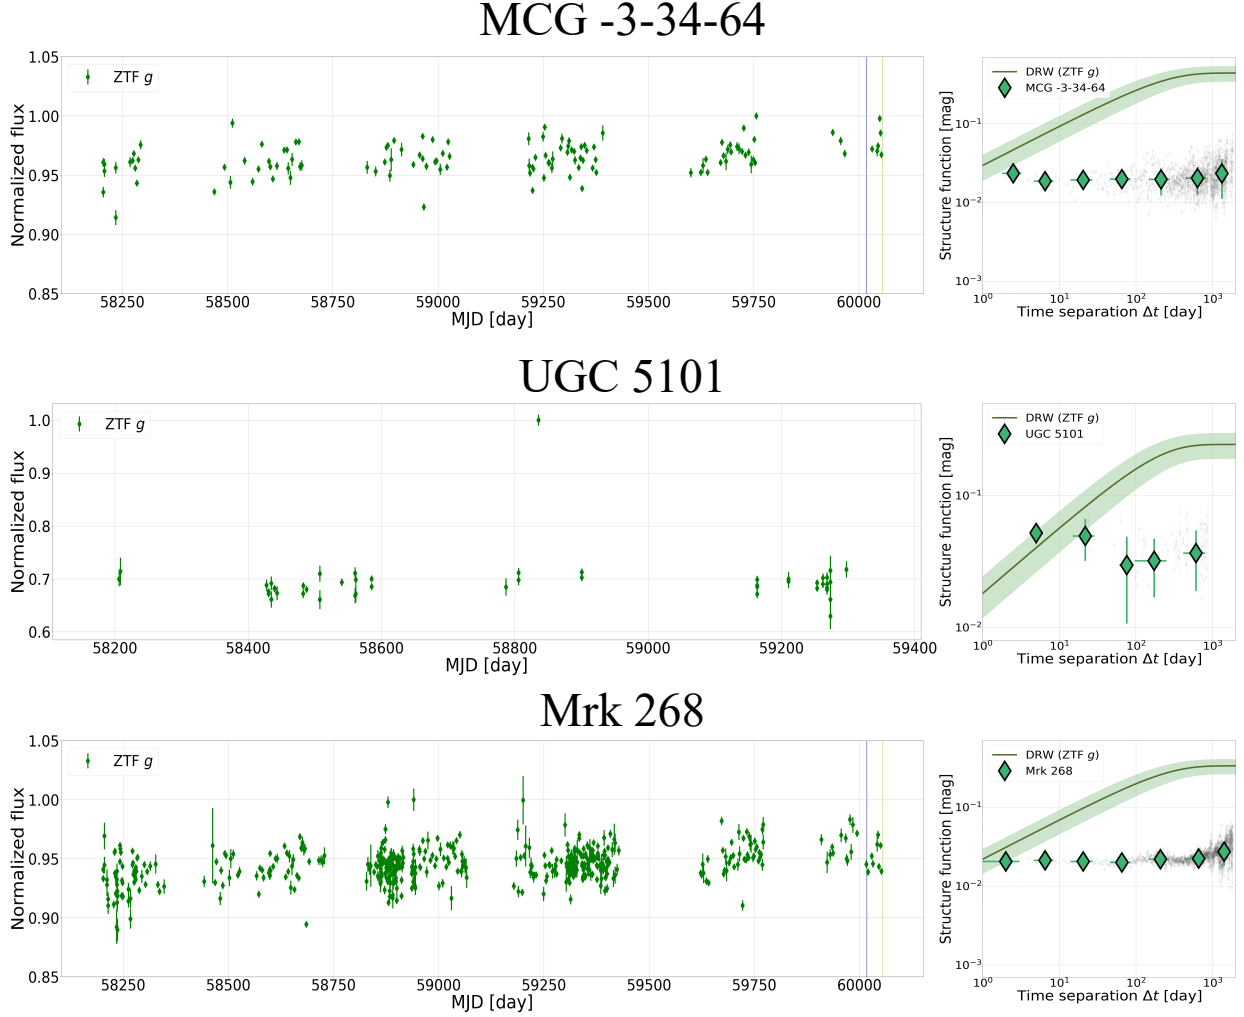 MCG -3-34-64
ZTF g
Normalized flux
1.05
1.00
0.95
0.90
0.85
58250 58500 58750 59000 59250 59500 59750 60000
MJD [day]
DRW (ZTF g)
MCG -3-34-64
Structure function [mag]
10⁻¹
10⁻²
10⁻³
10⁰ 10¹ 10² 10³
Time separation Δt [day]
UGC 5101
ZTF g
Normalized flux
1.0
0.9
0.8
0.7
0.6
58200 58400 58600 58800 59000 59200 59400
MJD [day]
DRW (ZTF g)
UGC 5101
Structure function [mag]
10⁻¹
10⁻²
10⁰ 10¹ 10² 10³
Time separation Δt [day]
Mrk 268
ZTF g
Normalized flux
1.05
1.00
0.95
0.90
0.85
58250 58500 58750 59000 59250 59500 59750 60000
MJD [day]
DRW (ZTF g)
Mrk 268
Structure function [mag]
10⁻¹
10⁻²
10⁻³
10⁰ 10¹ 10² 10³
Time separation Δt [day]